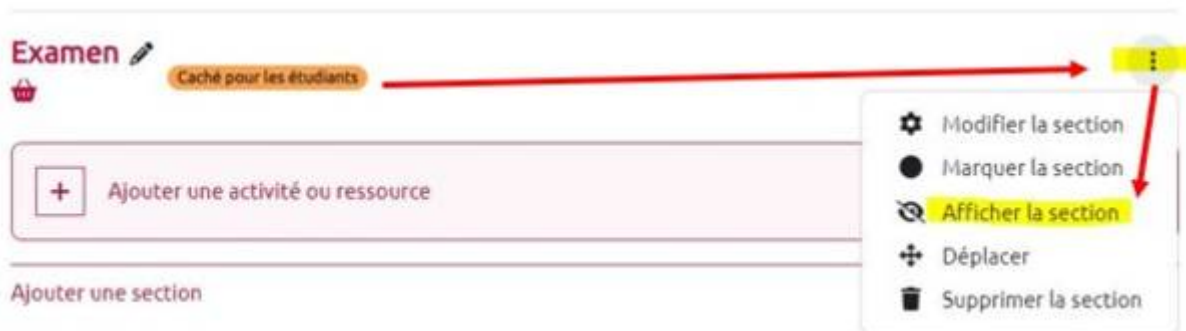 Examen
Caché pour les étudiants
Modifier la section
Marquer la section
Ajouter une activité ou ressource
Afficher la section
Déplacer
Ajouter une section
Supprimer la section